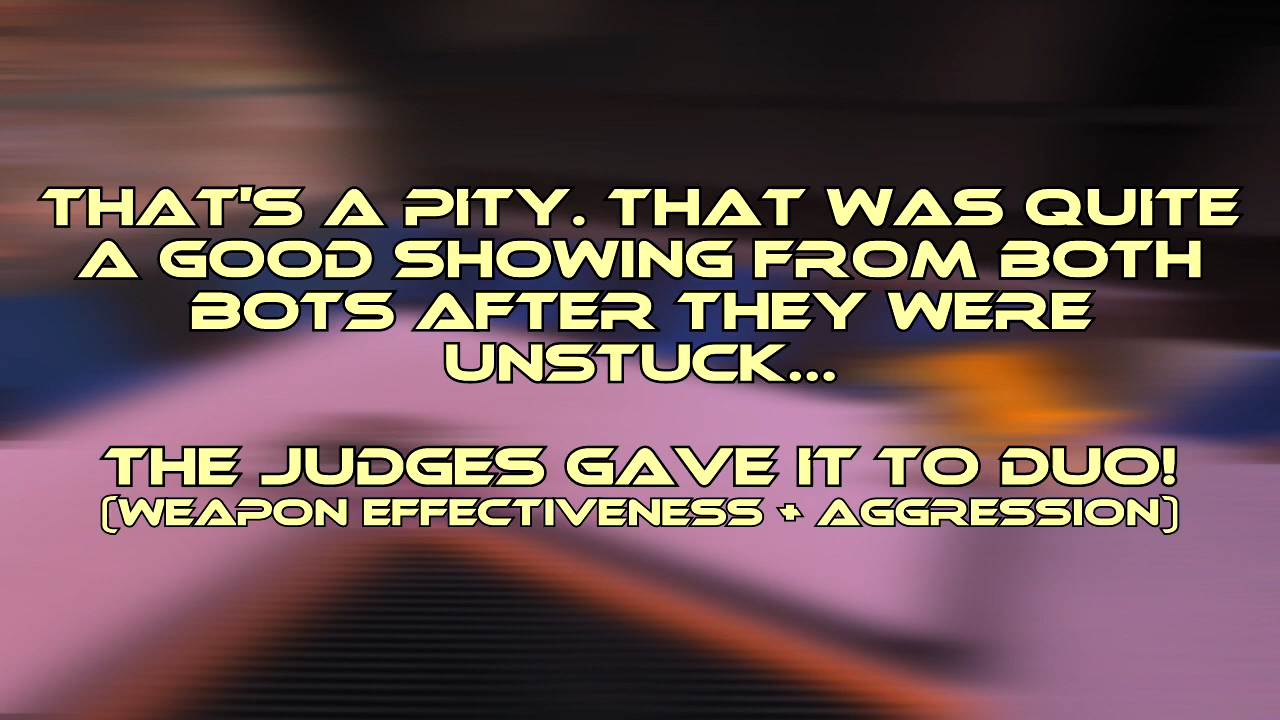 THAT'S A PITY. THAT WAS QUITE
A GOOD SHOWING FROM BOTH
BOTS AFTER THEY WERE
UNSTUCK...
THE JUDGES GAVE IT TO DUO!
(WEAPON EFFECTIVENESS + AGGRESSION)